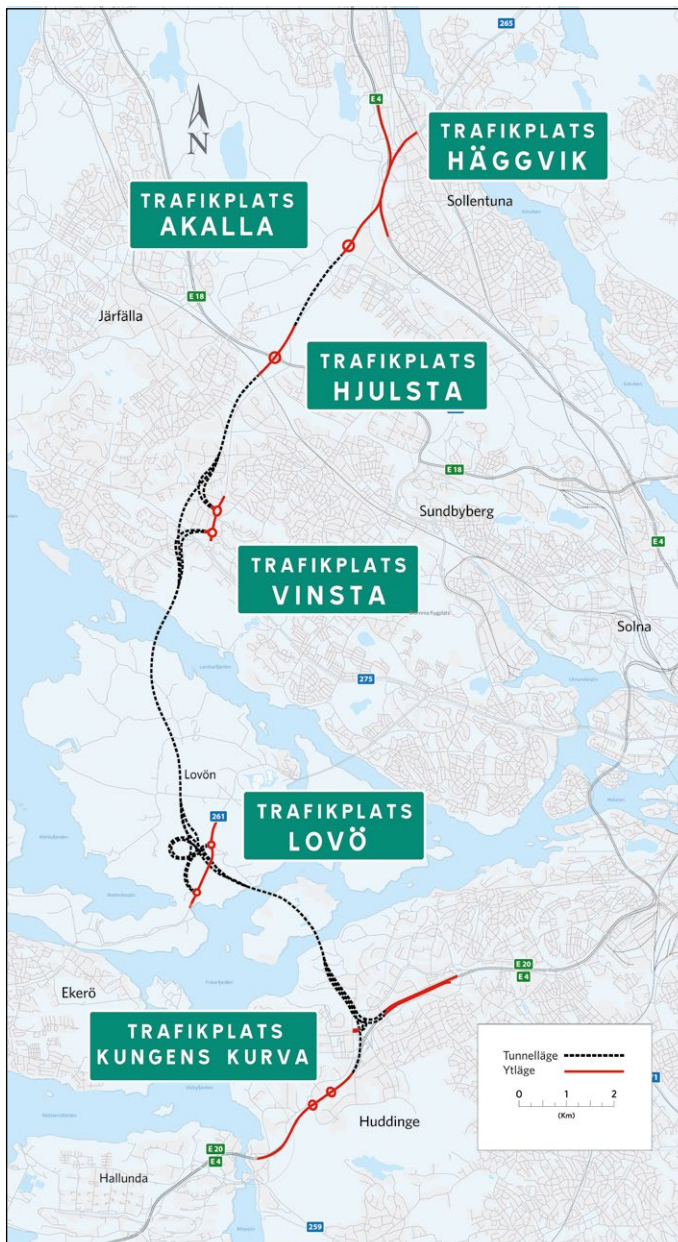 265
E4
TRAFIKPLATS
HÄGGVIK
N
TRAFIKPLATS
AKALLA
Sollentuna
E18
Järfälla
TRAFIKPLATS
HJULSTA
E18
Sundbyberg
E4
TRAFIKPLATS
VINSTA
Solna
275
Lovön
261
TRAFIKPLATS
LOVÖ
E20
E4
Ekerö
TRAFIKPLATS
KUNGENS KURVA
Tunnelläge
Ytläge
0 1 2
(Km)
Huddinge
E20
E4
Hallunda
259